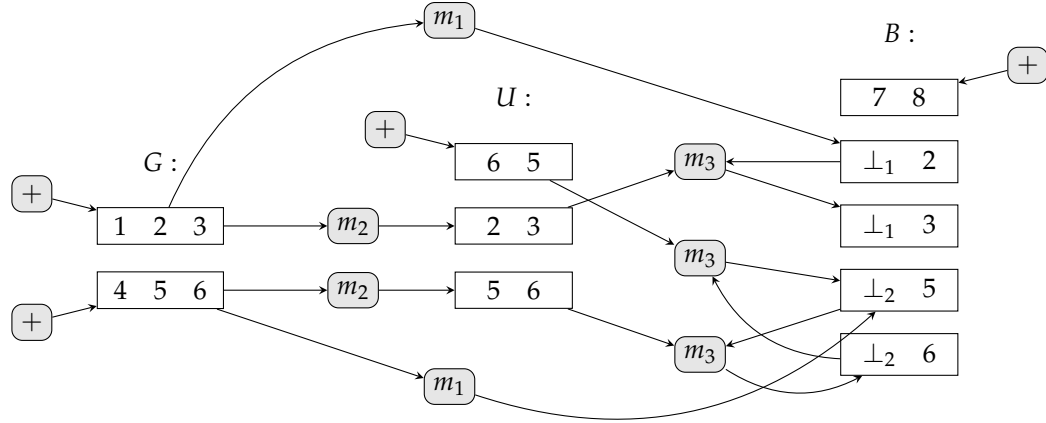 m₁
B :
+
7 8
U :
+
6 5
⊥₁ 2
G :
m₃
+
1 2 3
m₂
2 3
⊥₁ 3
m₃
4 5 6
m₂
5 6
⊥₂ 5
+
m₃
⊥₂ 6
m₁